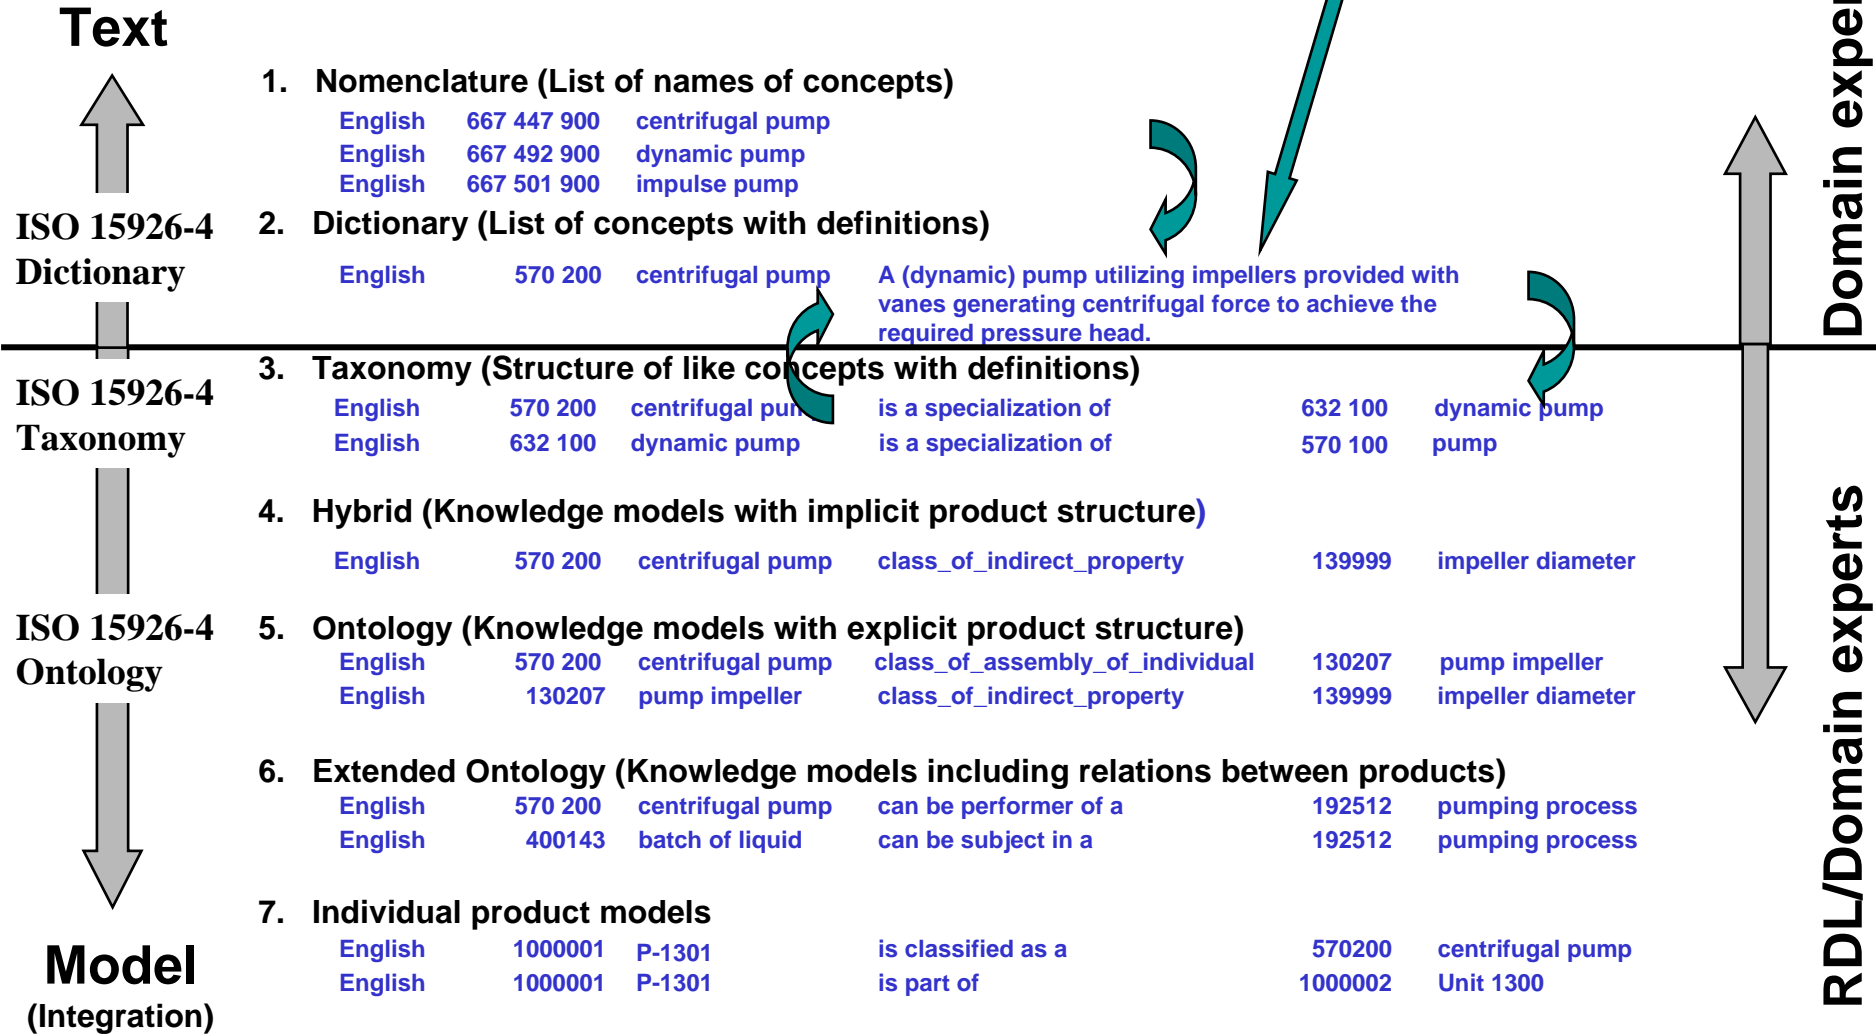 Text
1. Nomenclature (List of names of concepts)
English 667 447 900 centrifugal pump
English 667 492 900 dynamic pump
English 667 501 900 impulse pump
ISO 15926-4
Dictionary
2. Dictionary (List of concepts with definitions)
English 570 200 centrifugal pump A (dynamic) pump utilizing impellers provided with
vanes generating centrifugal force to achieve the
required pressure head.
ISO 15926-4
Taxonomy
3. Taxonomy (Structure of like concepts with definitions)
English 570 200 centrifugal pump is a specialization of 632 100 dynamic pump
English 632 100 dynamic pump is a specialization of 570 100 pump
4. Hybrid (Knowledge models with implicit product structure)
English 570 200 centrifugal pump class_of_indirect_property 139999 impeller diameter
ISO 15926-4
Ontology
5. Ontology (Knowledge models with explicit product structure)
English 570 200 centrifugal pump class_of_assembly_of_individual 130207 pump impeller
English 130207 pump impeller class_of_indirect_property 139999 impeller diameter
6. Extended Ontology (Knowledge models including relations between products)
English 570 200 centrifugal pump can be performer of a 192512 pumping process
English 400143 batch of liquid can be subject in a 192512 pumping process
7. Individual product models
English 1000001 P-1301 is classified as a 570200 centrifugal pump
English 1000001 P-1301 is part of 1000002 Unit 1300
Model
(Integration)
Domain
RDL/Domain experts